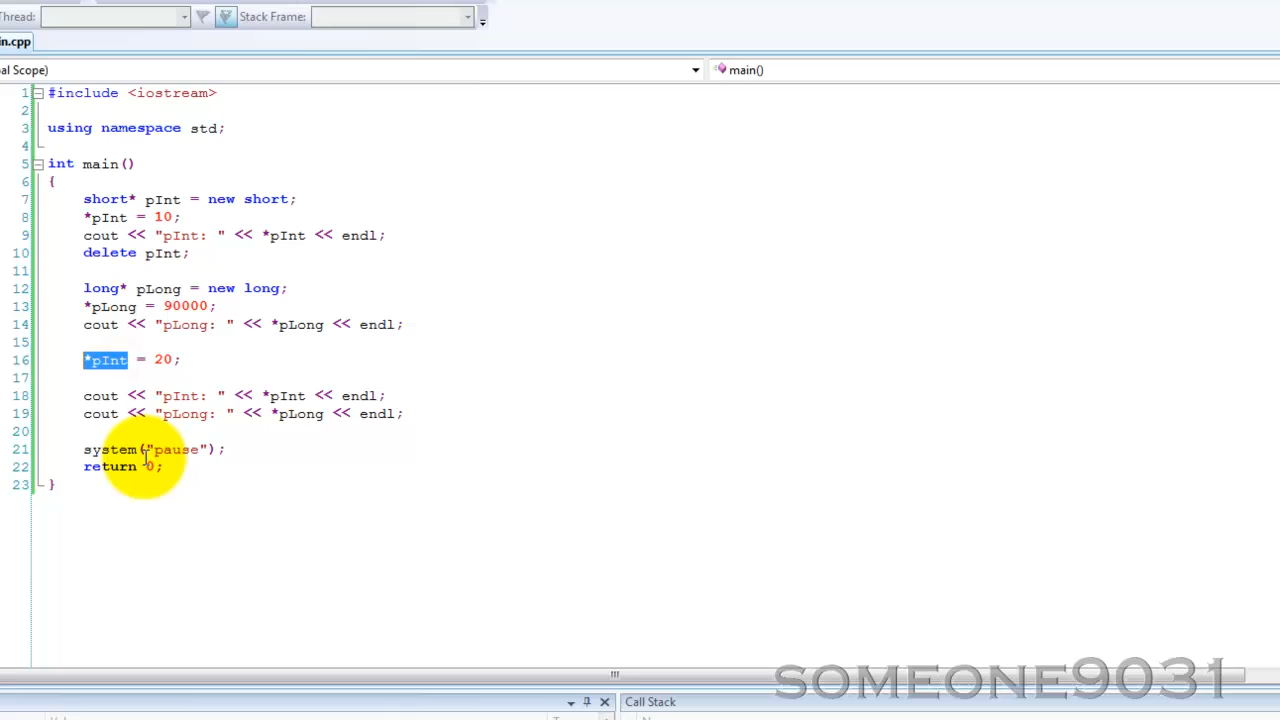 Thread:
Stack Frame:
in.cpp
al Scope)
main()
1 #include <iostream>
2
3 using namespace std;
4
5 int main()
6 {
7 short* pInt = new short;
8 *pInt = 10;
9 cout << "pInt: " << *pInt << endl;
10 delete pInt;
11
12 long* pLong = new long;
13 *pLong = 90000;
14 cout << "pLong: " << *pLong << endl;
15
16 *pInt = 20;
17
18 cout << "pInt: " << *pInt << endl;
19 cout << "pLong: " << *pLong << endl;
20
21 system("pause");
22 return 0;
23 }
SOMEONE9031
Call Stack